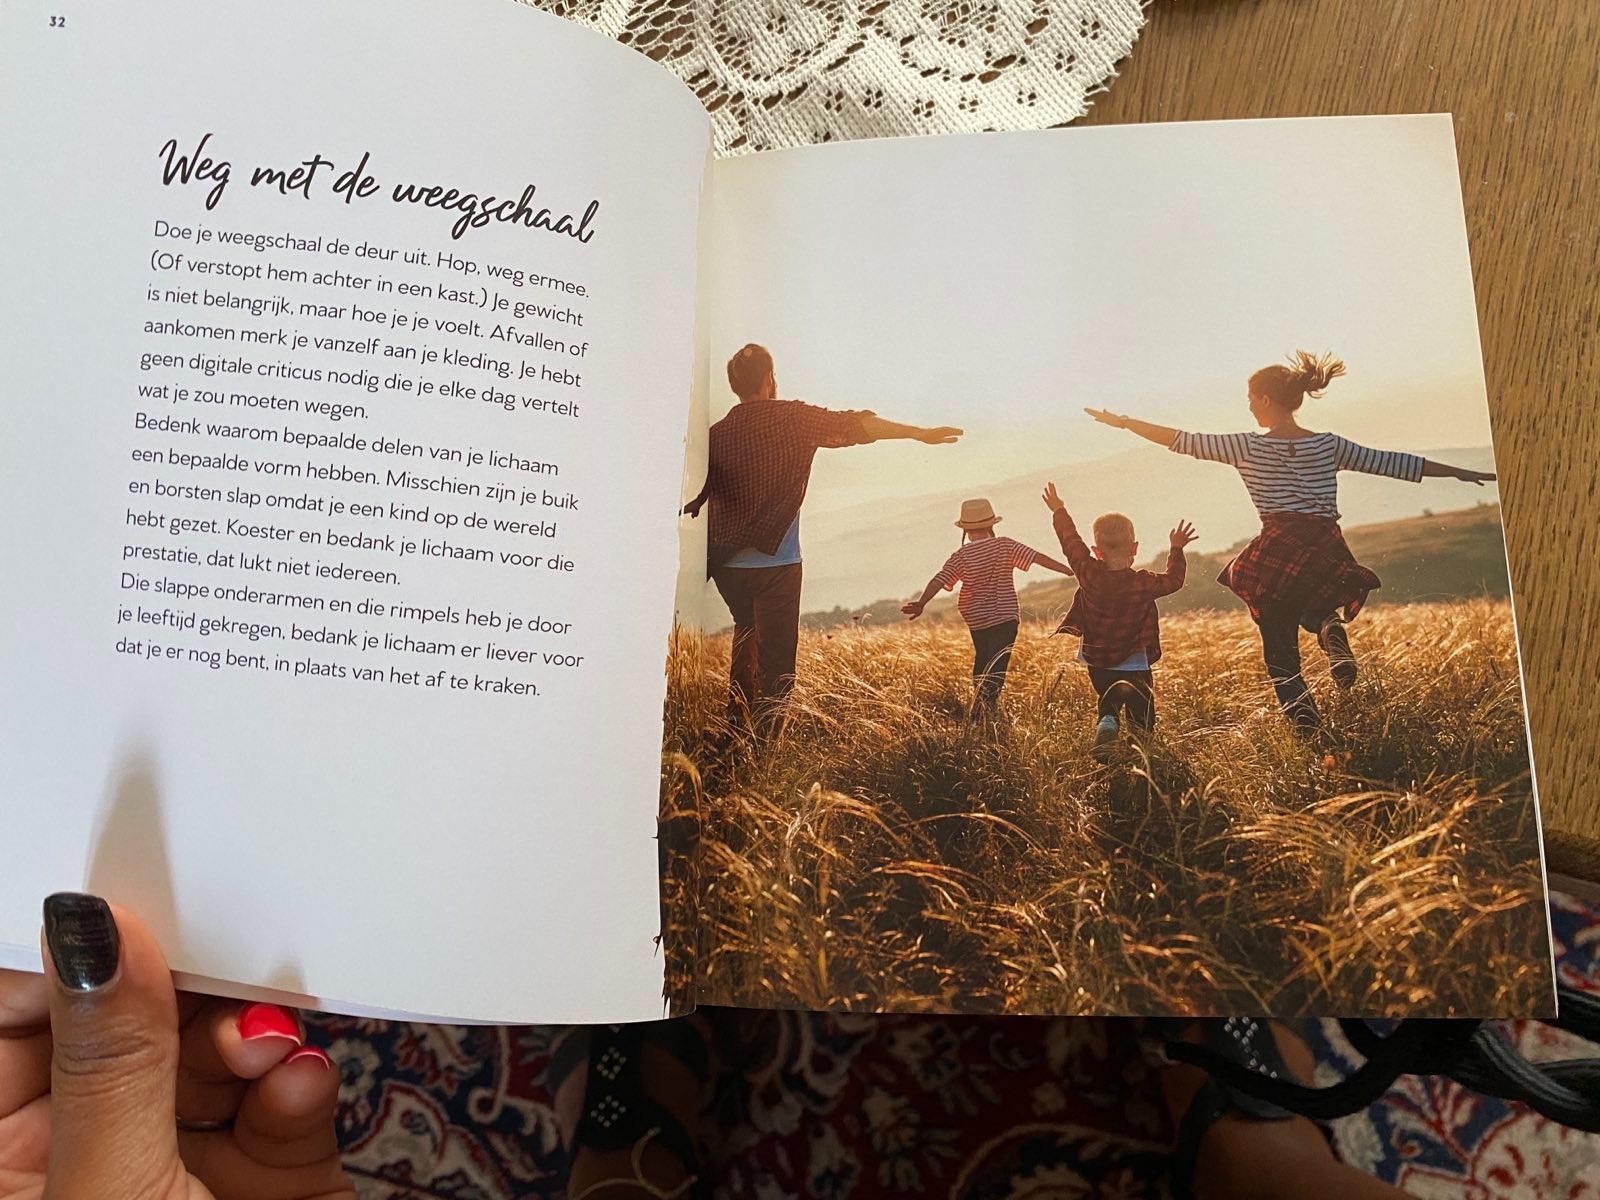 32
Weg met de weegschaal
Doe je weegschaal de deur uit. Hop, weg ermee.
(Of verstopt hem achter in een kast.) Je gewicht
is niet belangrijk, maar hoe je je voelt. Afvallen of
aankomen merk je vanzelf aan je kleding. Je hebt
geen digitale criticus nodig die je elke dag vertelt
wat je zou moeten wegen.
Bedenk waarom bepaalde delen van je lichaam
een bepaalde vorm hebben. Misschien zijn je buik
en borsten slap omdat je een kind op de wereld
hebt gezet. Koester en bedank je lichaam voor die
prestatie, dat lukt niet iedereen.
Die slappe onderarmen en die rimpels heb je door
je leeftijd gekregen, bedank je lichaam er liever voor
dat je er nog bent, in plaats van het af te kraken.